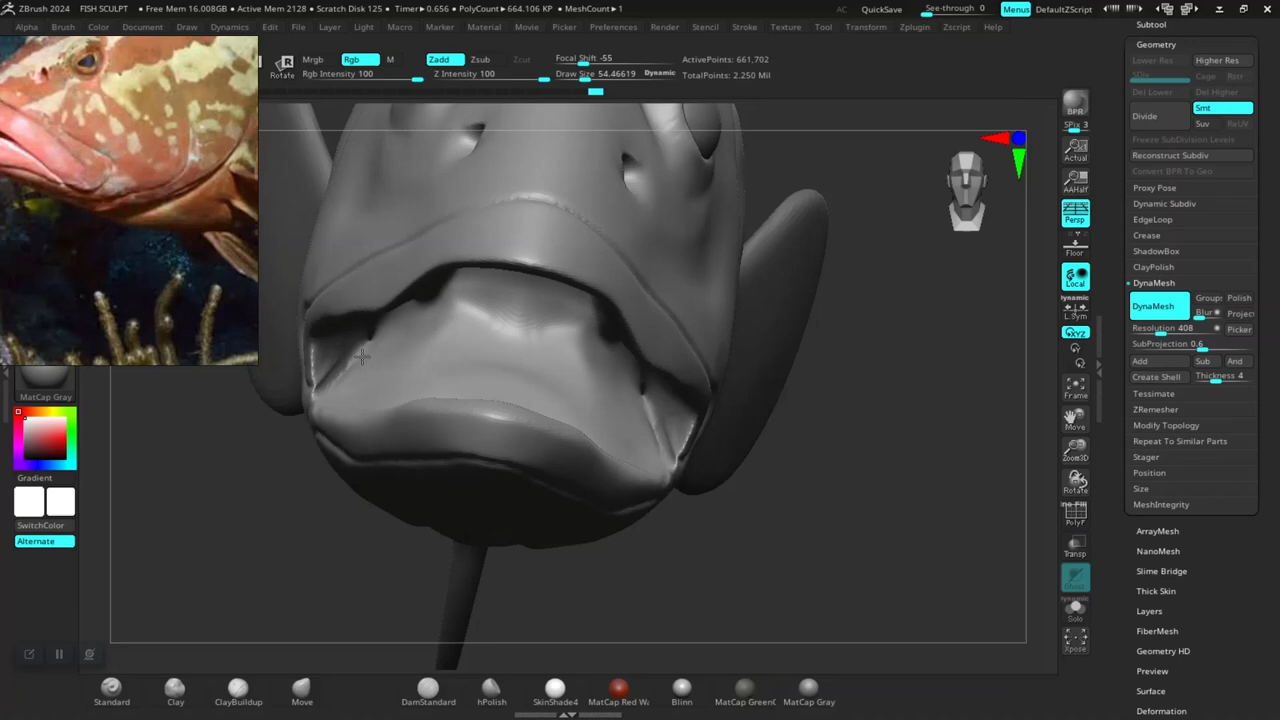 ZBrush 2024 FISH SCULPT • Free Mem 16.008GB • Active Mem 2128 • Scratch Disk 125 • Timer▸0.656 • PolyCount▸664.106 KP • MeshCount▸1
AC QuickSave See-through 0 Menus DefaultZScript
Alpha Brush Color Document Draw Dynamics Edit File Layer Light Macro Marker Material Movie Picker Preferences Render Stencil Stroke Texture Tool Transform Zplugin Zscript Help
Rotate
Mrgb Rgb M
Rgb Intensity 100
Zadd Zsub Zcut
Z Intensity 100
Focal Shift -55
Draw Size 54.46619 Dynamic
ActivePoints: 661,702
TotalPoints: 2.250 Mil
MatCap Gray
Gradient
SwitchColor
Alternate
BPR
SPix 3
Actual
AAHalf
Persp
Floor
Local
Dynamic
L.Sym
XYZ
Frame
Move
Zoom3D
Rotate
PolyF
Transp
Ghost
Dynamic
Solo
Xpose
Subtool
Geometry
Lower Res Higher Res
SDiv Cage Rstr
Del Lower Del Higher
Divide Smt
Suv ReUV
Freeze SubDivision Levels
Reconstruct Subdiv
Convert BPR To Geo
Proxy Pose
Dynamic Subdiv
EdgeLoop
Crease
ShadowBox
ClayPolish
DynaMesh
DynaMesh Groups Polish
Blur Project
Resolution 408 Picker
SubProjection 0.6
Add Sub And
Create Shell Thickness 4
Tessimate
ZRemesher
Modify Topology
Repeat To Similar Parts
Stager
Position
Size
MeshIntegrity
ArrayMesh
NanoMesh
Slime Bridge
Thick Skin
Layers
FiberMesh
Geometry HD
Preview
Surface
Deformation
Standard Clay ClayBuildup Move DamStandard hPolish SkinShade4 MatCap Red Wa Blinn MatCap GreenC MatCap Gray